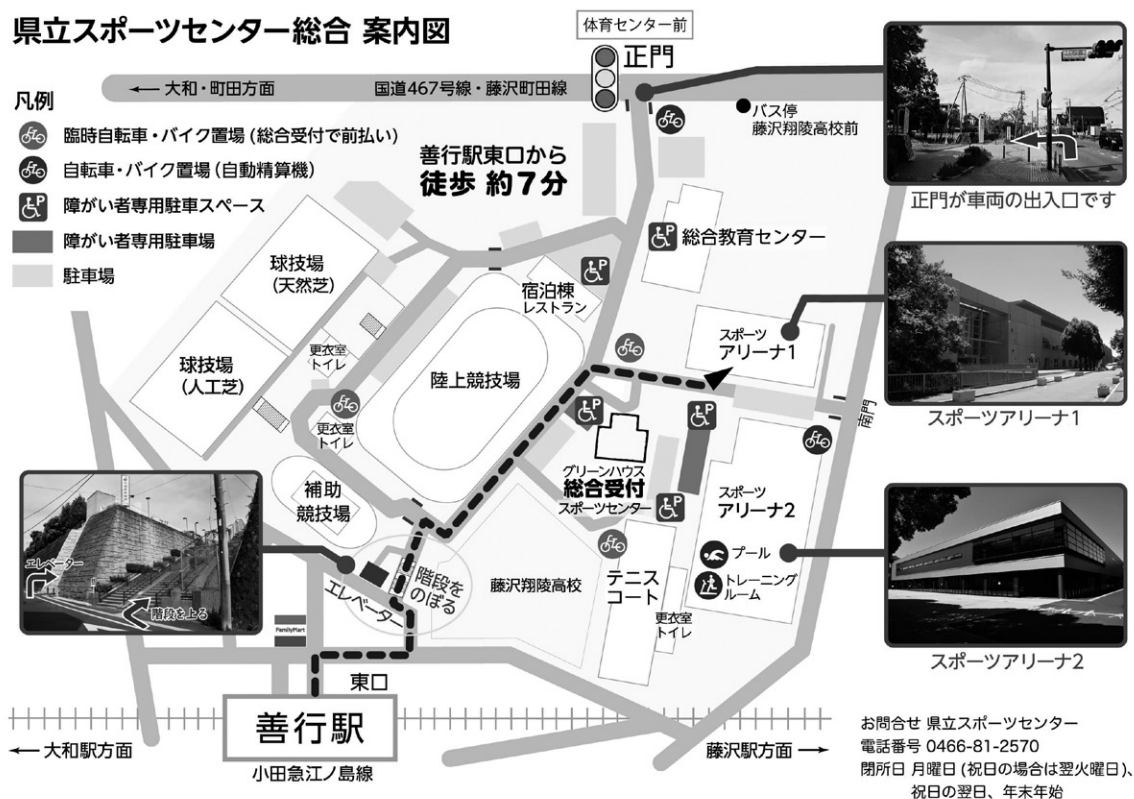 県立スポーツセンター総合 案内図
体育センター前
正門
← 大和・町田方面
国道467号線・藤沢町田線
バス停
藤沢翔陵高校前
正門が車両の出入口です
凡例
臨時自転車・バイク置場 (総合受付で前払い)
自転車・バイク置場 (自動精算機)
P
障がい者専用駐車スペース
障がい者専用駐車場
駐車場
善行駅東口から
徒歩 約7分
P
総合教育センター
球技場
(天然芝)
P
宿泊棟
レストラン
スポーツ
アリーナ1
スポーツアリーナ1
球技場
(人工芝)
更衣室
トイレ
陸上競技場
更衣室
トイレ
P
P
南門
グリーンハウス
総合受付
スポーツセンター
補助
競技場
P
スポーツ
アリーナ2
プール
トレーニング
ルーム
エレベーター
階段を上る
階段を
のぼる
エレベーター
藤沢翔陵高校
テニス
コート
更衣室
トイレ
スポーツアリーナ2
FamilyMart
東口
善行駅
← 大和駅方面
藤沢駅方面 →
小田急江ノ島線
お問合せ 県立スポーツセンター
電話番号 0466-81-2570
閉所日 月曜日 (祝日の場合は翌火曜日)、
祝日の翌日、年末年始